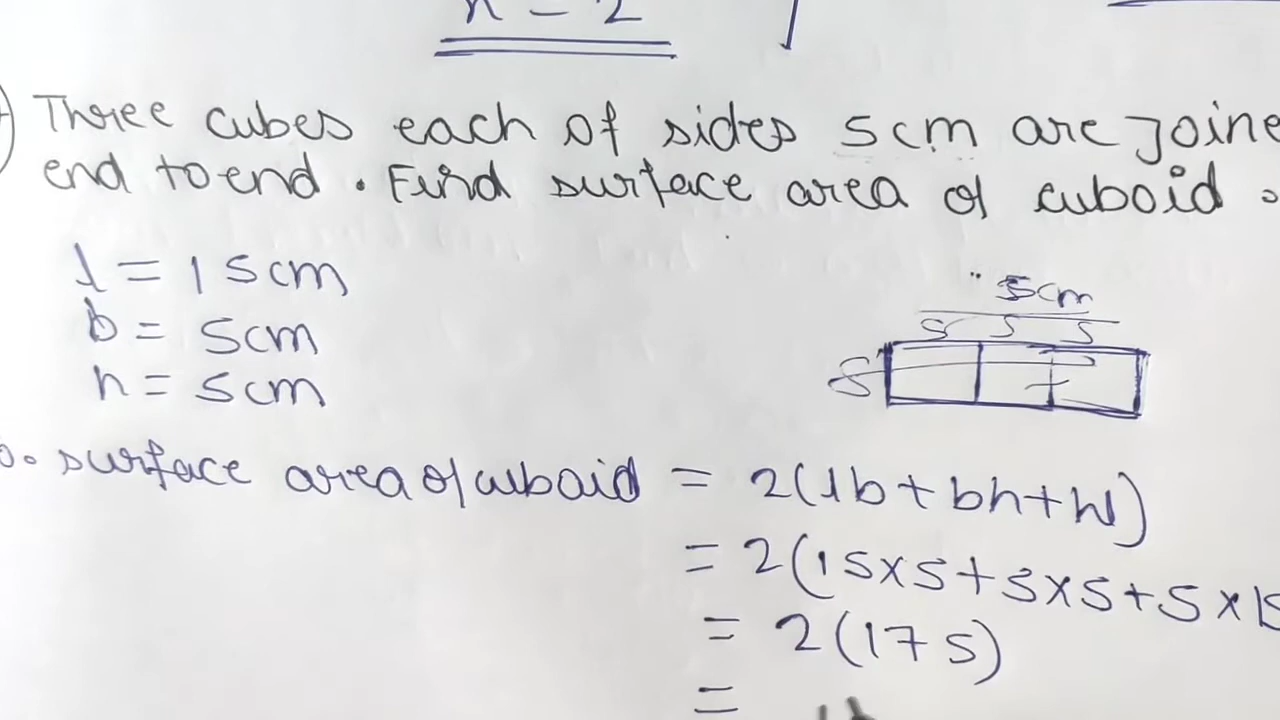 h = 2
Three cubes each of sides 5cm are joine
end to end. Find surface area of cuboid.
l = 15cm
b = 5cm
h = 5cm
5cm
5 5 5
5
surface area of cuboid = 2(lb+bh+hl)
= 2(15×5+5×5+5×15
= 2(175)
=